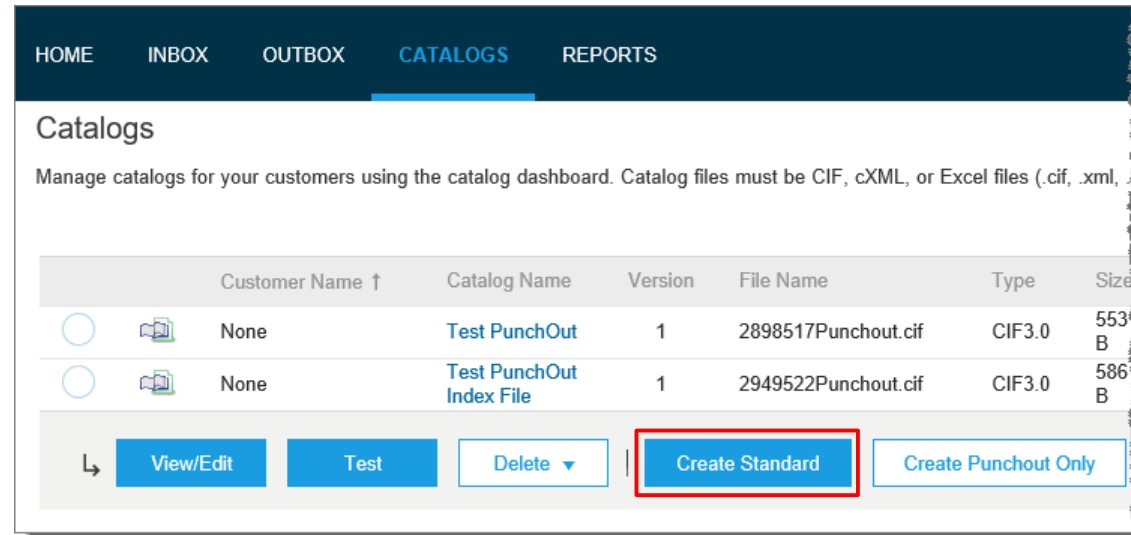 HOME INBOX OUTBOX CATALOGS REPORTS
Catalogs
Manage catalogs for your customers using the catalog dashboard. Catalog files must be CIF, cXML, or Excel files (.cif, .xml,
Customer Name ↑ Catalog Name Version File Name Type Size
None Test PunchOut 1 2898517Punchout.cif CIF3.0 553
B
None Test PunchOut
Index File 1 2949522Punchout.cif CIF3.0 586
B
View/Edit Test Delete ▼ | Create Standard Create Punchout Only